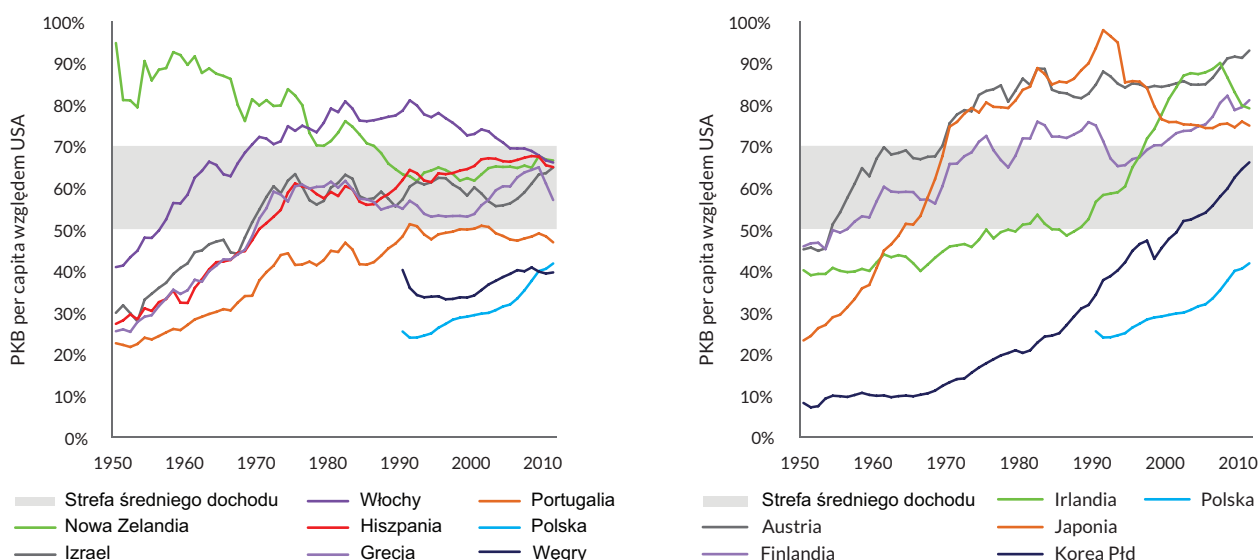 PKB per capita względem USA
100%
90%
80%
70%
60%
50%
40%
30%
20%
10%
0%
1950 1960 1970 1980 1990 2000 2010
Strefa średniego dochodu Włochy Portugalia
Nowa Zelandia Hiszpania Polska
Izrael Grecja Węgry
PKB per capita względem USA
100%
90%
80%
70%
60%
50%
40%
30%
20%
10%
0%
1950 1960 1970 1980 1990 2000 2010
Strefa średniego dochodu Irlandia Polska
Austria Japonia
Finlandia Korea Płd